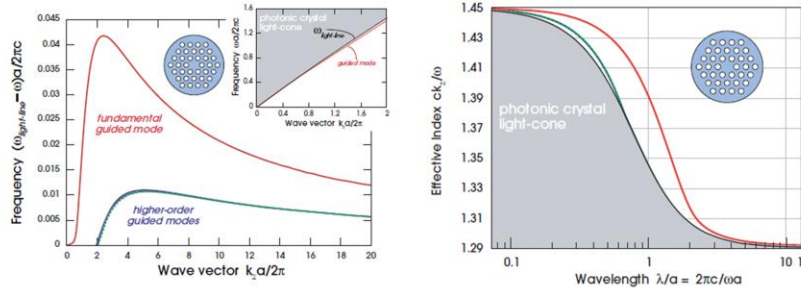 Frequency (ω light-line−ω)a/2πc
0.045
0.04
0.035
0.03
0.025
0.02
0.015
0.01
0.005
0
fundamental
guided mode
higher-order
guided modes
0 2 4 6 8 10 12 14 16 18 20
Wave vector kza/2π
Frequency ωa/2πc
1.6
1.2
0.8
0.4
0
photonic crystal
light-cone
ω light-line
guided mode
0 0.4 0.8 1.2 1.6 2
Wave vector kza/2π
Effective Index ckz/ω
1.45
1.43
1.41
1.39
1.37
1.35
1.33
1.31
1.29
photonic crystal
light-cone
0.1 1 10
Wavelength λ/a = 2πc/ωa